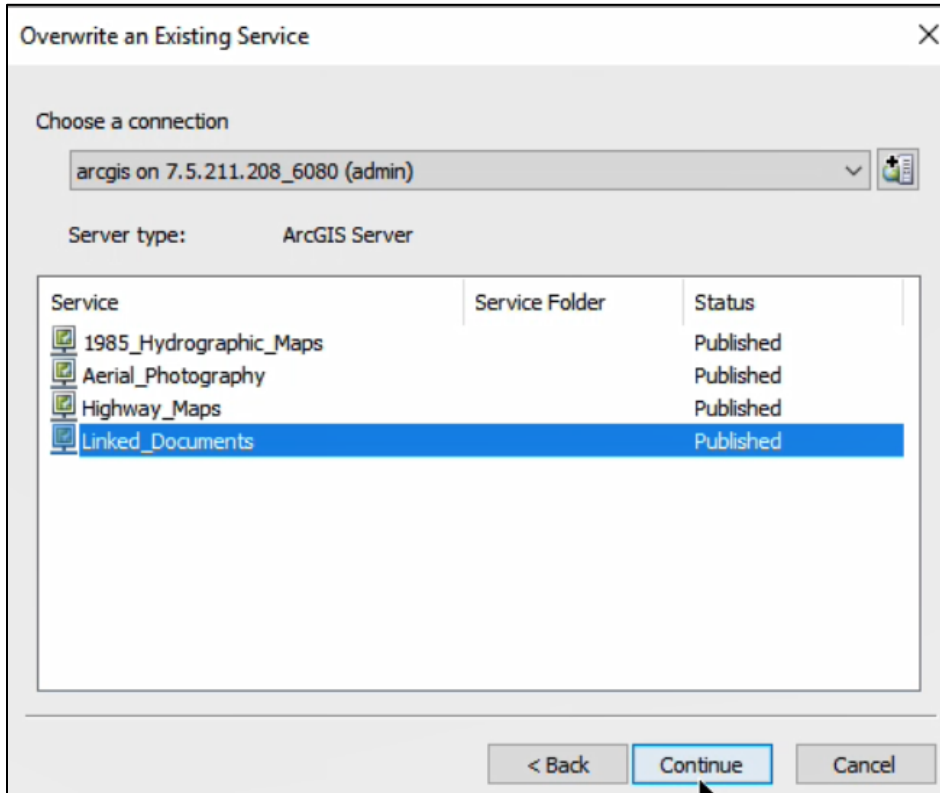 Overwrite an Existing Service
Choose a connection
arcgis on 7.5.211.208_6080 (admin)
Server type: ArcGIS Server
Service Service Folder Status
1985_Hydrographic_Maps Published
Aerial_Photography Published
Highway_Maps Published
Linked_Documents Published
< Back Continue Cancel